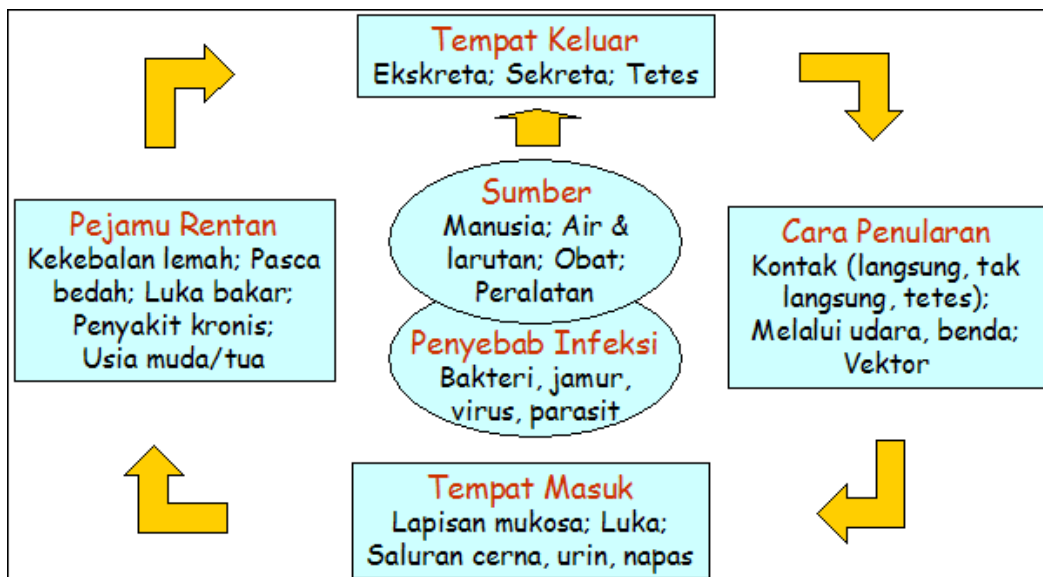 Tempat Keluar
Ekskreta; Sekreta; Tetes
Sumber
Manusia; Air &
larutan; Obat;
Peralatan
Penyebab Infeksi
Bakteri, jamur,
virus, parasit
Pejamu Rentan
Kekebalan lemah; Pasca
bedah; Luka bakar;
Penyakit kronis;
Usia muda/tua
Cara Penularan
Kontak (langsung, tak
langsung, tetes);
Melalui udara, benda;
Vektor
Tempat Masuk
Lapisan mukosa; Luka;
Saluran cerna, urin, napas